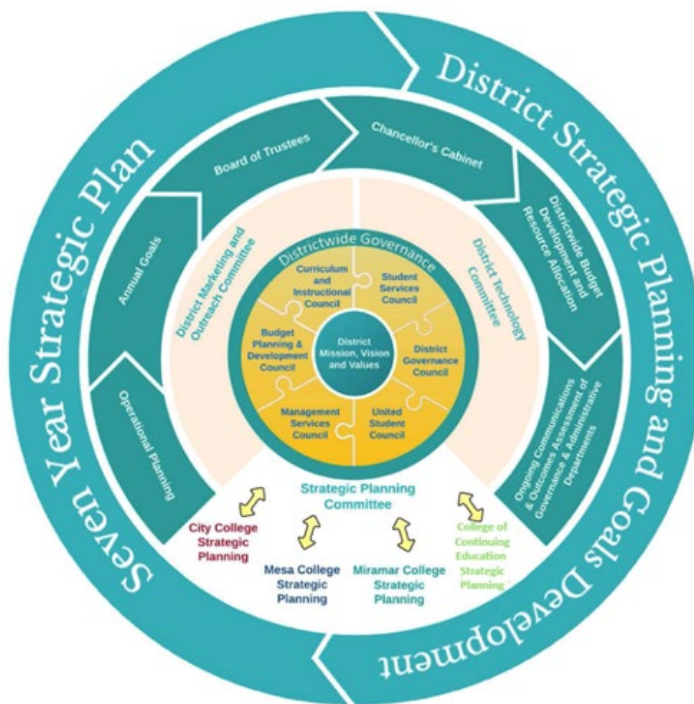 Seven Year Strategic Plan
District Strategic Planning and Goals Development
Operational Planning
Annual Goals
Board of Trustees
Chancellor's Cabinet
Districtwide Budget
Development and
Resource Allocation
Ongoing Communications
& Outcomes Assessment of
Governance & Administrative
Departments
District Marketing and
Outreach Committee
District Technology
Committee
Districtwide Governance
Curriculum
and
Instructional
Council
Student
Services
Council
Budget
Planning &
Development
Council
District
Governance
Council
Management
Services
Council
United
Student
Council
District
Mission, Vision
and Values
Strategic Planning
Committee
City College
Strategic
Planning
Mesa College
Strategic
Planning
Miramar College
Strategic
Planning
College of
Continuing
Education
Strategic
Planning